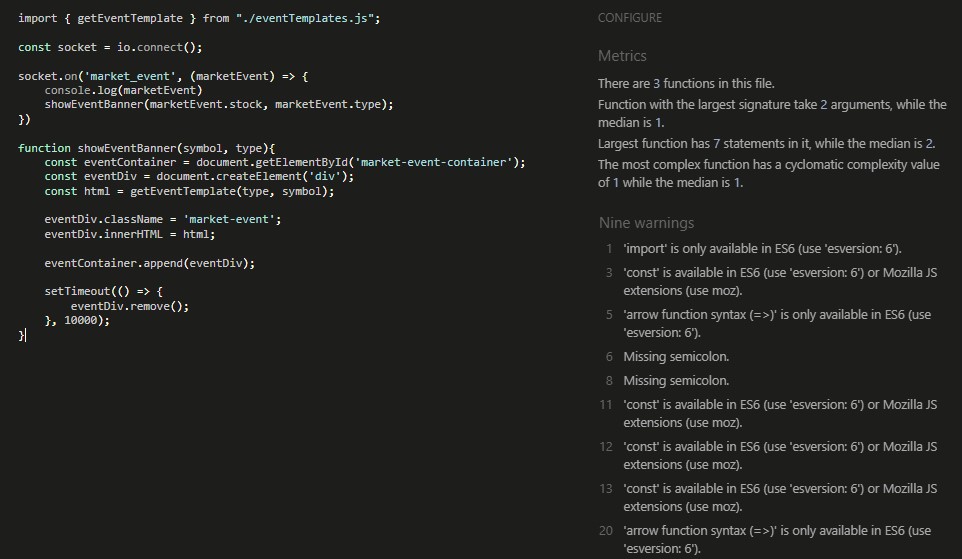 import { getEventTemplate } from "./eventTemplates.js";
const socket = io.connect();
socket.on('market_event', (marketEvent) => {
console.log(marketEvent)
showEventBanner(marketEvent.stock, marketEvent.type);
})
function showEventBanner(symbol, type){
const eventContainer = document.getElementById('market-event-container');
const eventDiv = document.createElement('div');
const html = getEventTemplate(type, symbol);
eventDiv.className = 'market-event';
eventDiv.innerHTML = html;
eventContainer.append(eventDiv);
setTimeout(() => {
eventDiv.remove();
}, 10000);
}
CONFIGURE
Metrics
There are 3 functions in this file.
Function with the largest signature take 2 arguments, while the
median is 1.
Largest function has 7 statements in it, while the median is 2.
The most complex function has a cyclomatic complexity value
of 1 while the median is 1.
Nine warnings
1 'import' is only available in ES6 (use 'esversion: 6').
3 'const' is available in ES6 (use 'esversion: 6') or Mozilla JS
extensions (use moz).
5 'arrow function syntax (=>)' is only available in ES6 (use
'esversion: 6').
6 Missing semicolon.
8 Missing semicolon.
11 'const' is available in ES6 (use 'esversion: 6') or Mozilla JS
extensions (use moz).
12 'const' is available in ES6 (use 'esversion: 6') or Mozilla JS
extensions (use moz).
13 'const' is available in ES6 (use 'esversion: 6') or Mozilla JS
extensions (use moz).
20 'arrow function syntax (=>)' is only available in ES6 (use
'esversion: 6').